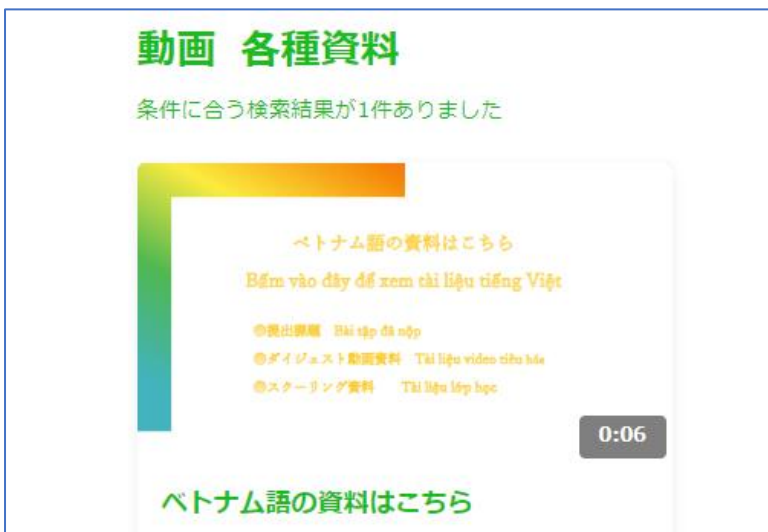 動画 各種資料
条件に合う検索結果が1件ありました
ベトナム語の資料はこちら
Bấm vào đây để xem tài liệu tiếng Việt
◎提出課題 Bài tập đã nộp
◎ダイジェスト動画資料 Tài liệu video tiêu hóa
◎スクーリング資料 Tài liệu lớp học
0:06
ベトナム語の資料はこちら